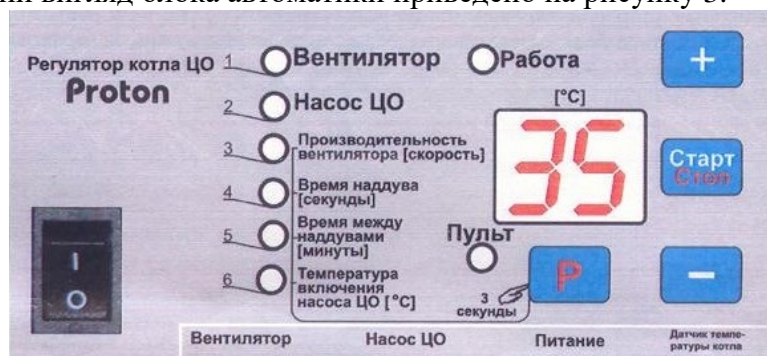 вигляд блока автоматики приведено на рисунку
Регулятор котла ЦО
Proton
1 Вентилятор
Работа
+
2 Насос ЦО
[°C]
3 Производительность
вентилятора [скорость]
35
Старт
Стоп
4 Время наддува
[секунды]
5 Время между
наддувами
[минуты]
Пульт
6 Температура
включения
насоса ЦО [°C]
3
секунды
P
−
I
O
Вентилятор
Насос ЦО
Питание
Датчик темпе-
ратуры котла